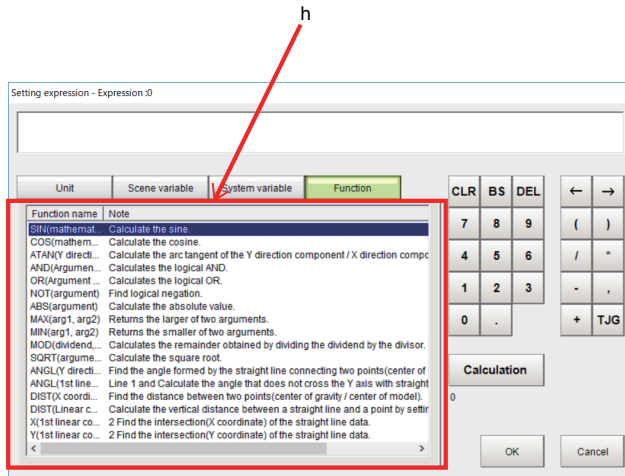 h
Setting expression - Expression :0
Unit Scene variable System variable Function
Function name Note
SIN(mathemat... Calculate the sine.
COS(mathem... Calculate the cosine.
ATAN(Y directi... Calculate the arc tangent of the Y direction component / X direction compc
AND(Argumen... Calculates the logical AND.
OR(Argument ... Calculates the logical OR.
NOT(argument) Find logical negation.
ABS(argument) Calculate the absolute value.
MAX(arg1, arg2) Returns the larger of two arguments.
MIN(arg1, arg2) Returns the smaller of two arguments.
MOD(dividend,... Calculates the remainder obtained by dividing the dividend by the divisor.
SQRT(argume... Calculate the square root.
ANGL(Y directi... Find the angle formed by the straight line connecting two points(center of
ANGL(1st line... Line 1 and Calculate the angle that does not cross the Y axis with straight
DIST(X coordi... Find the distance between two points(center of gravity / center of model).
DIST(Linear c... Calculate the vertical distance between a straight line and a point by settir
X(1st linear co... 2 Find the intersection(X coordinate) of the straight line data.
Y(1st linear co... 2 Find the intersection(Y coordinate) of the straight line data.
< >
CLR BS DEL ← →
7 8 9 ( )
4 5 6 / *
1 2 3 - ,
0 . + TJG
Calculation
0
OK Cancel